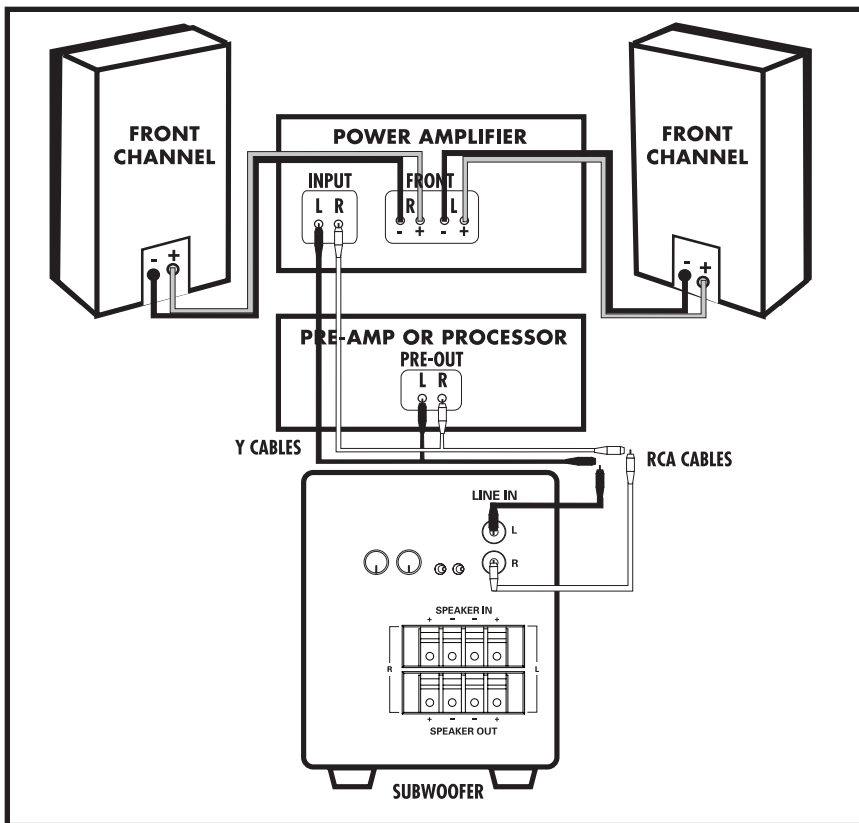 FRONT
CHANNEL
FRONT
CHANNEL
POWER AMPLIFIER
INPUT
FRONT
L R
R L
- + - +
- +
- +
PRE-AMP OR PROCESSOR
PRE-OUT
L R
Y CABLES
RCA CABLES
LINE IN
L
R
SPEAKER IN
+ - - +
R
L
+ - - +
SPEAKER OUT
SUBWOOFER